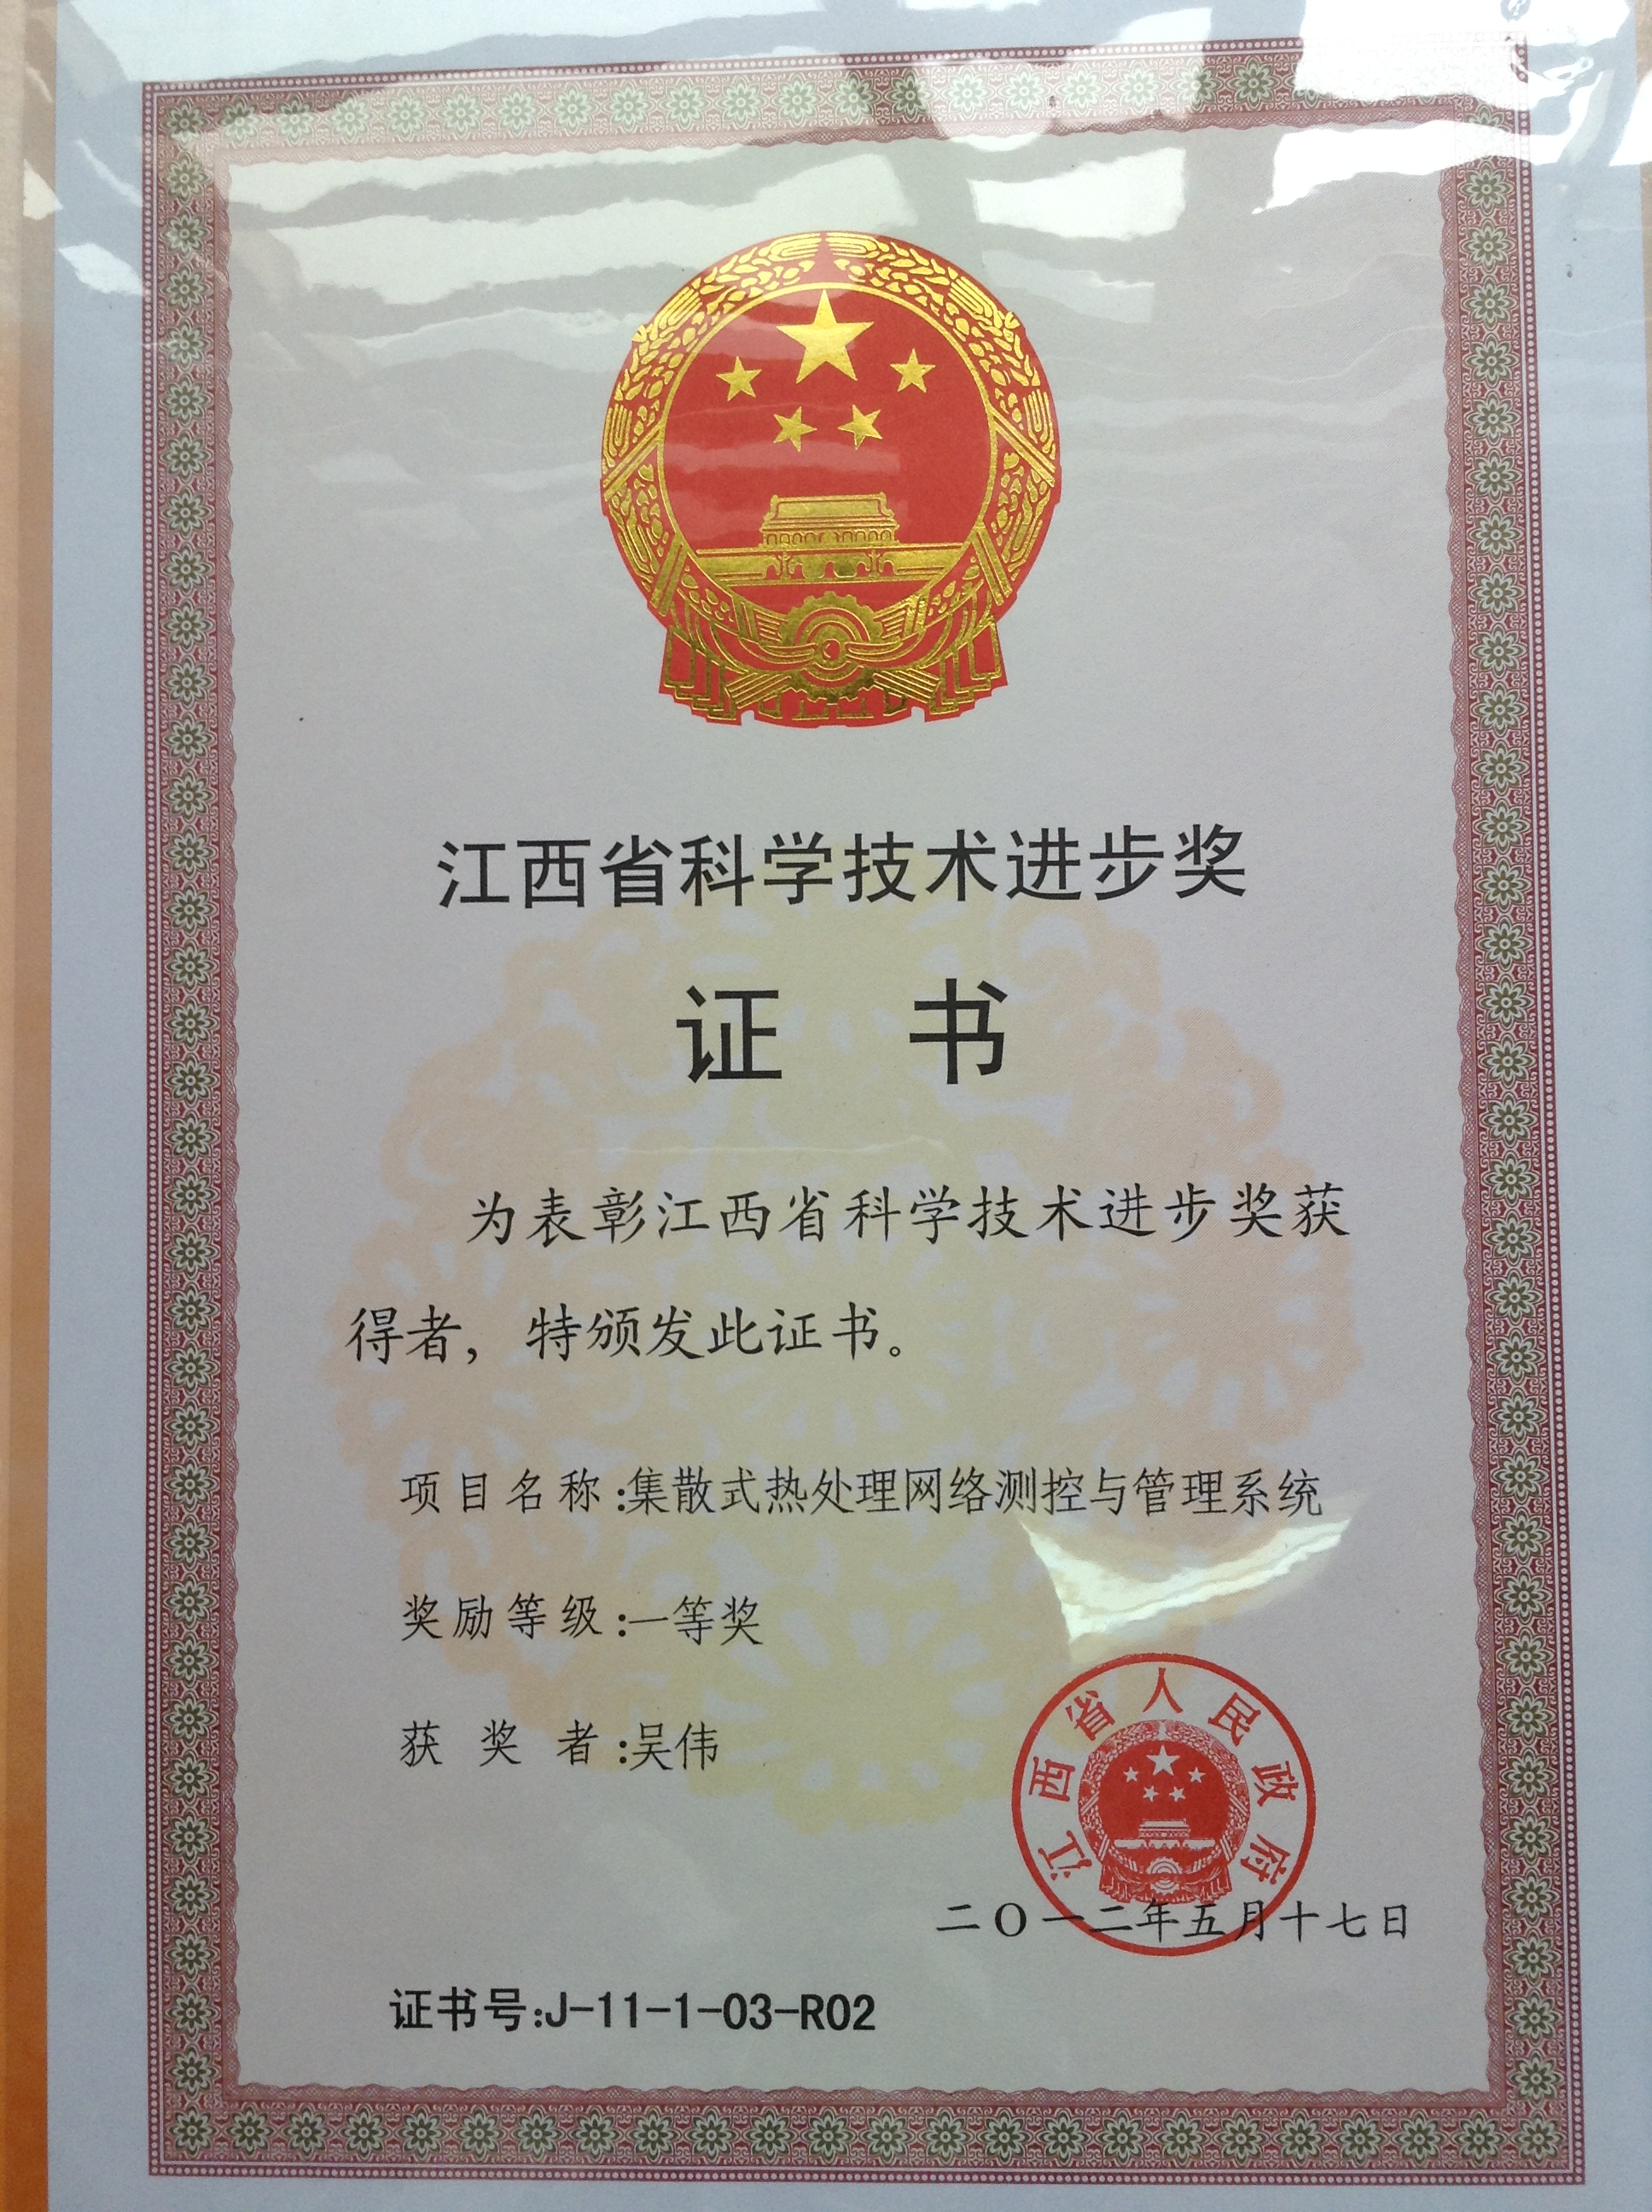 江西省科学技术进步奖
证 书
为表彰江西省科学技术进步奖获
得者，特颁发此证书。
项目名称:集散式热处理网络测控与管理系统
奖励等级:一等奖
获奖者:吴伟
江西省人民政府
二〇一二年五月十七日
证书号:J-11-1-03-R02